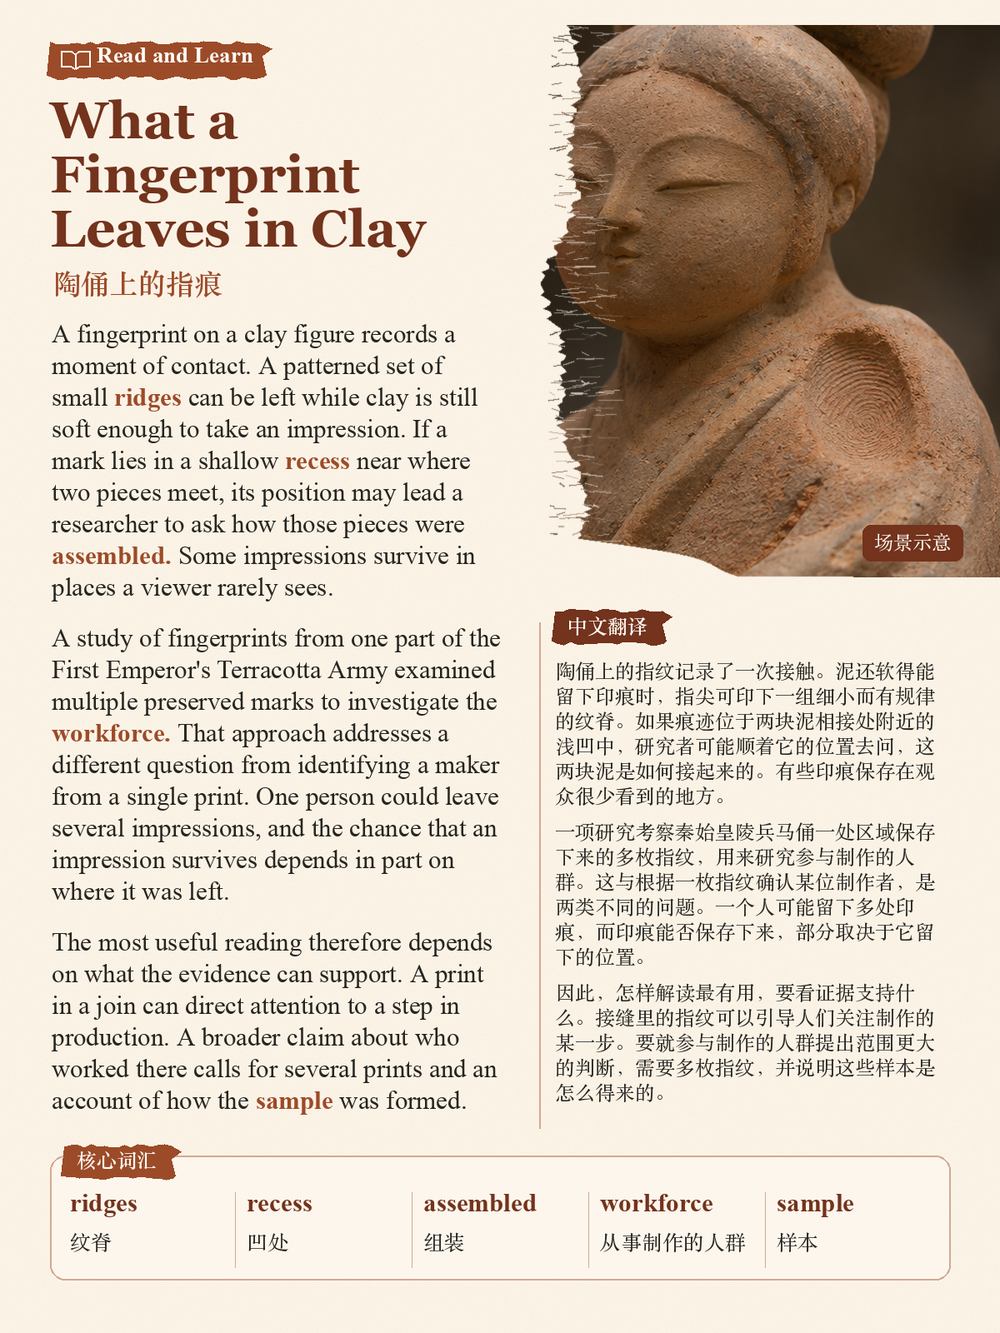 Read and Learn
What a
Fingerprint
Leaves in Clay
陶俑上的指痕
A fingerprint on a clay figure records a
moment of contact. A patterned set of
small ridges can be left while clay is still
soft enough to take an impression. If a
mark lies in a shallow recess near where
two pieces meet, its position may lead a
researcher to ask how those pieces were
assembled. Some impressions survive in
places a viewer rarely sees.
A study of fingerprints from one part of the
First Emperor's Terracotta Army examined
multiple preserved marks to investigate the
workforce. That approach addresses a
different question from identifying a maker
from a single print. One person could leave
several impressions, and the chance that an
impression survives depends in part on
where it was left.
The most useful reading therefore depends
on what the evidence can support. A print
in a join can direct attention to a step in
production. A broader claim about who
worked there calls for several prints and an
account of how the sample was formed.
场景示意
中文翻译
陶俑上的指纹记录了一次接触。泥还软得能
留下印痕时，指尖可印下一组细小而有规律
的纹脊。如果痕迹位于两块泥相接处附近的
浅凹中，研究者可能顺着它的位置去问，这
两块泥是如何接起来的。有些印痕保存在观
众很少看到的地方。
一项研究考察秦始皇陵兵马俑一处区域保存
下来的多枚指纹，用来研究参与制作的人
群。这与根据一枚指纹确认某位制作者，是
两类不同的问题。一个人可能留下多处印
痕，而印痕能否保存下来，部分取决于它留
下的位置。
因此，怎样解读最有用，要看证据支持什
么。接缝里的指纹可以引导人们关注制作的
某一步。要就参与制作的人群提出范围更大
的判断，需要多枚指纹，并说明这些样本是
怎么得来的。
核心词汇
ridges
纹脊
recess
凹处
assembled
组装
workforce
从事制作的人群
sample
样本